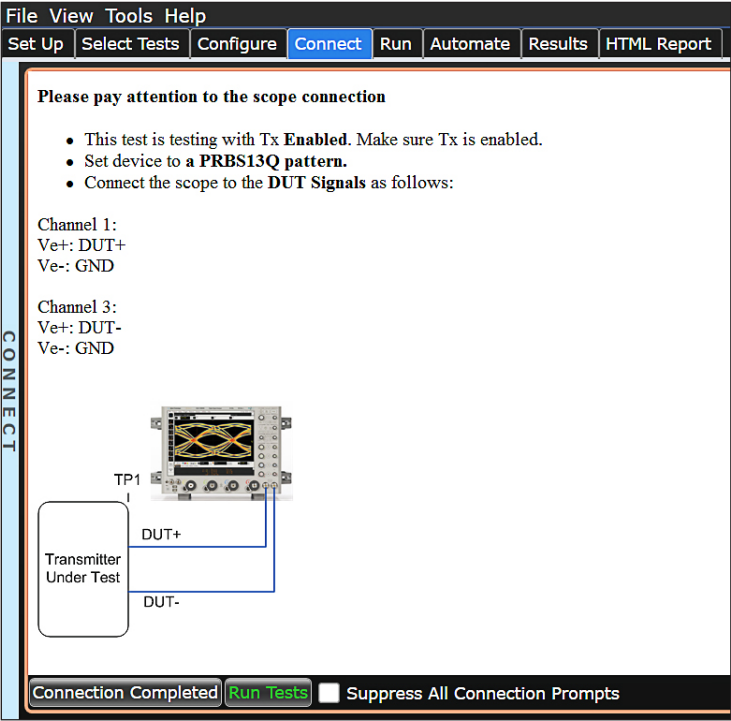 File View Tools Help
Set Up Select Tests Configure Connect Run Automate Results HTML Report
Please pay attention to the scope connection
• This test is testing with Tx Enabled. Make sure Tx is enabled.
• Set device to a PRBS13Q pattern.
• Connect the scope to the DUT Signals as follows:
Channel 1:
Ve+: DUT+
Ve-: GND
Channel 3:
Ve+: DUT-
Ve-: GND
CONNECT
TP1
DUT+
Transmitter
Under Test
DUT-
Connection Completed Run Tests Suppress All Connection Prompts